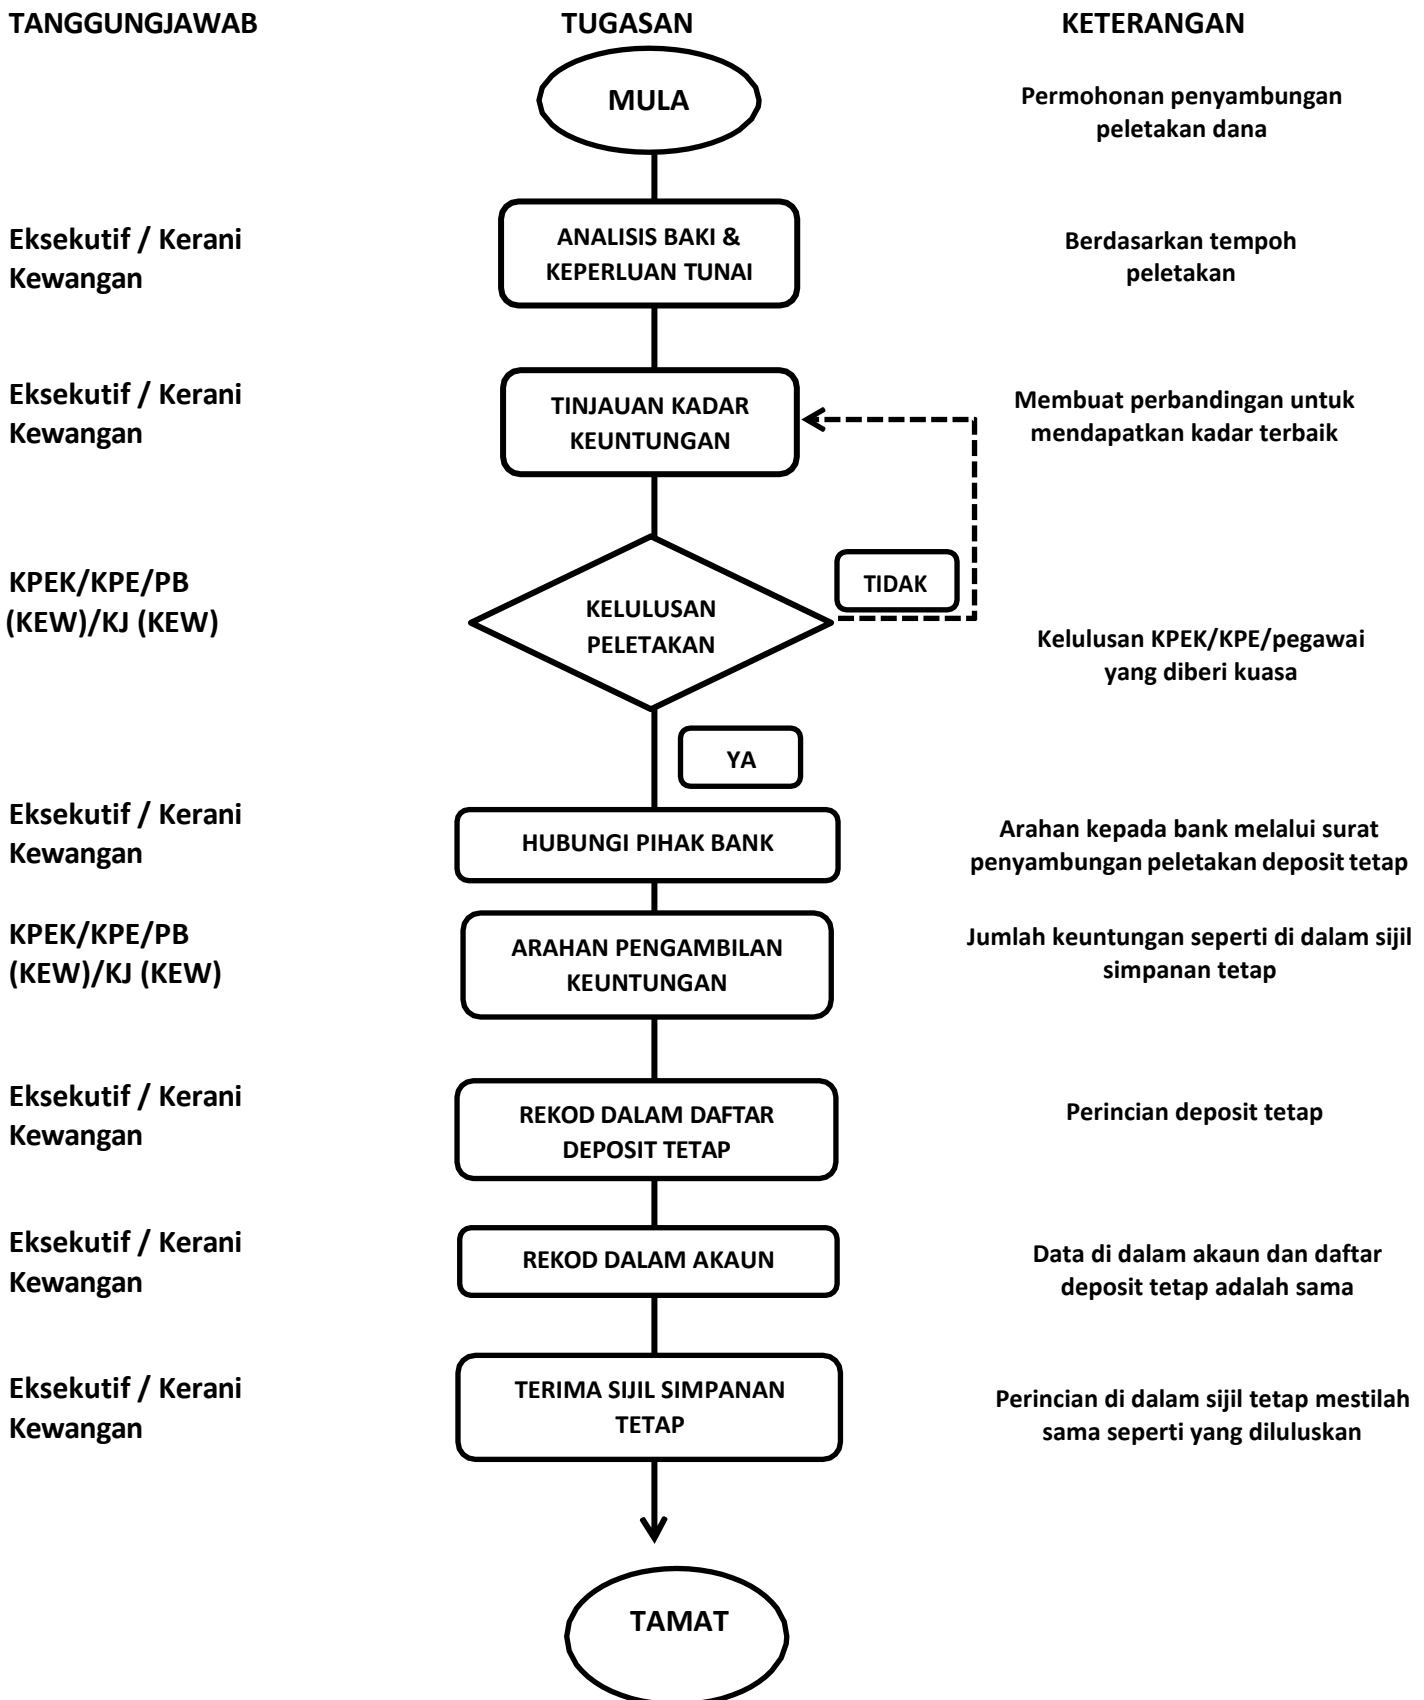 TANGGUNGJAWAB
TUGASAN
KETERANGAN
MULA
Permohonan penyambungan
peletakan dana
Eksekutif / Kerani
Kewangan
ANALISIS BAKI &
KEPERLUAN TUNAI
Berdasarkan tempoh
peletakan
Eksekutif / Kerani
Kewangan
TINJAUAN KADAR
KEUNTUNGAN
Membuat perbandingan untuk
mendapatkan kadar terbaik
KPEK/KPE/PB
(KEW)/KJ (KEW)
KELULUSAN
PELETAKAN
TIDAK
Kelulusan KPEK/KPE/pegawai
yang diberi kuasa
YA
Eksekutif / Kerani
Kewangan
HUBUNGI PIHAK BANK
Arahan kepada bank melalui surat
penyambungan peletakan deposit tetap
KPEK/KPE/PB
(KEW)/KJ (KEW)
ARAHAN PENGAMBILAN
KEUNTUNGAN
Jumlah keuntungan seperti di dalam sijil
simpanan tetap
Eksekutif / Kerani
Kewangan
REKOD DALAM DAFTAR
DEPOSIT TETAP
Perincian deposit tetap
Eksekutif / Kerani
Kewangan
REKOD DALAM AKAUN
Data di dalam akaun dan daftar
deposit tetap adalah sama
Eksekutif / Kerani
Kewangan
TERIMA SIJIL SIMPANAN
TETAP
Perincian di dalam sijil tetap mestilah
sama seperti yang diluluskan
TAMAT